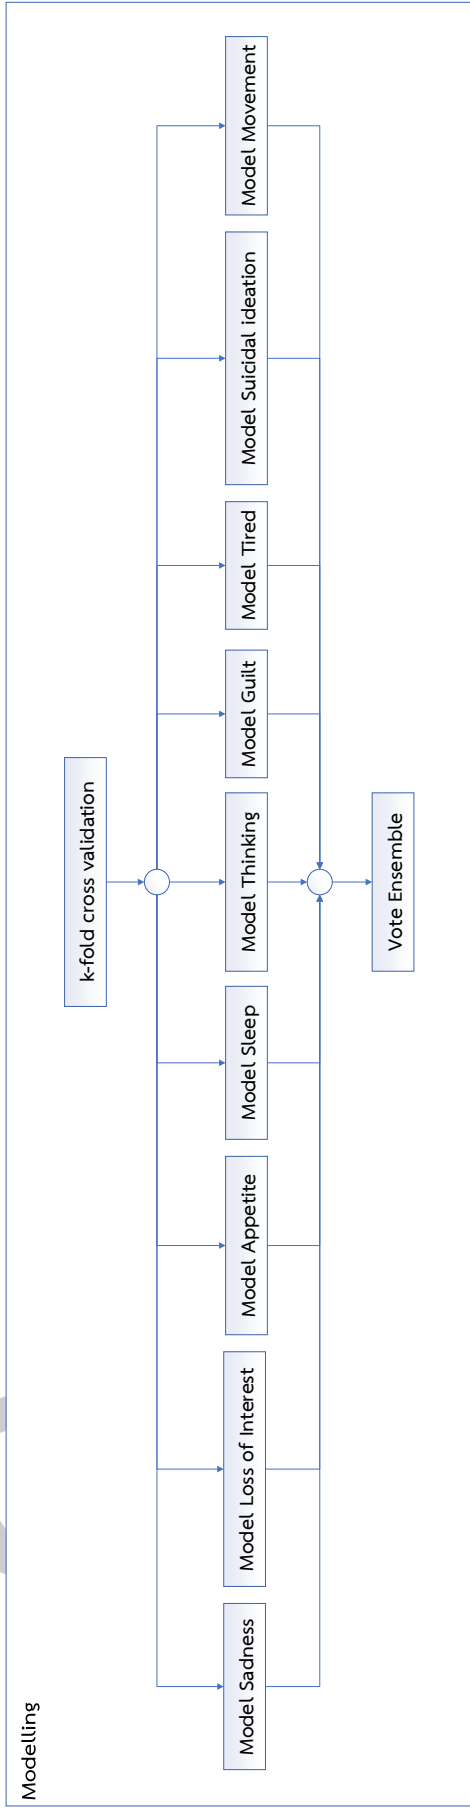 Modelling
k-fold cross validation
Model Sadness
Model Loss of Interest
Model Appetite
Model Sleep
Model Thinking
Model Guilt
Model Tired
Model Suicidal ideation
Model Movement
Vote Ensemble